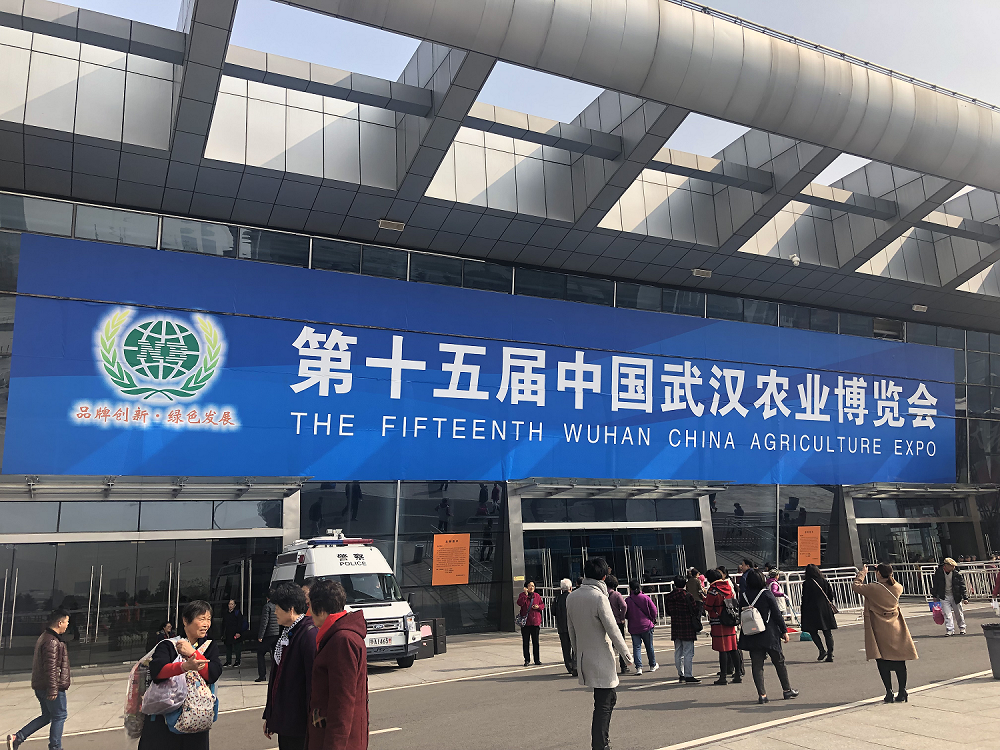 第十五届中国武汉农业博览会
THE FIFTEENTH WUHAN CHINA AGRICULTURE EXPO
品牌创新·绿色发展
警察
POLICE